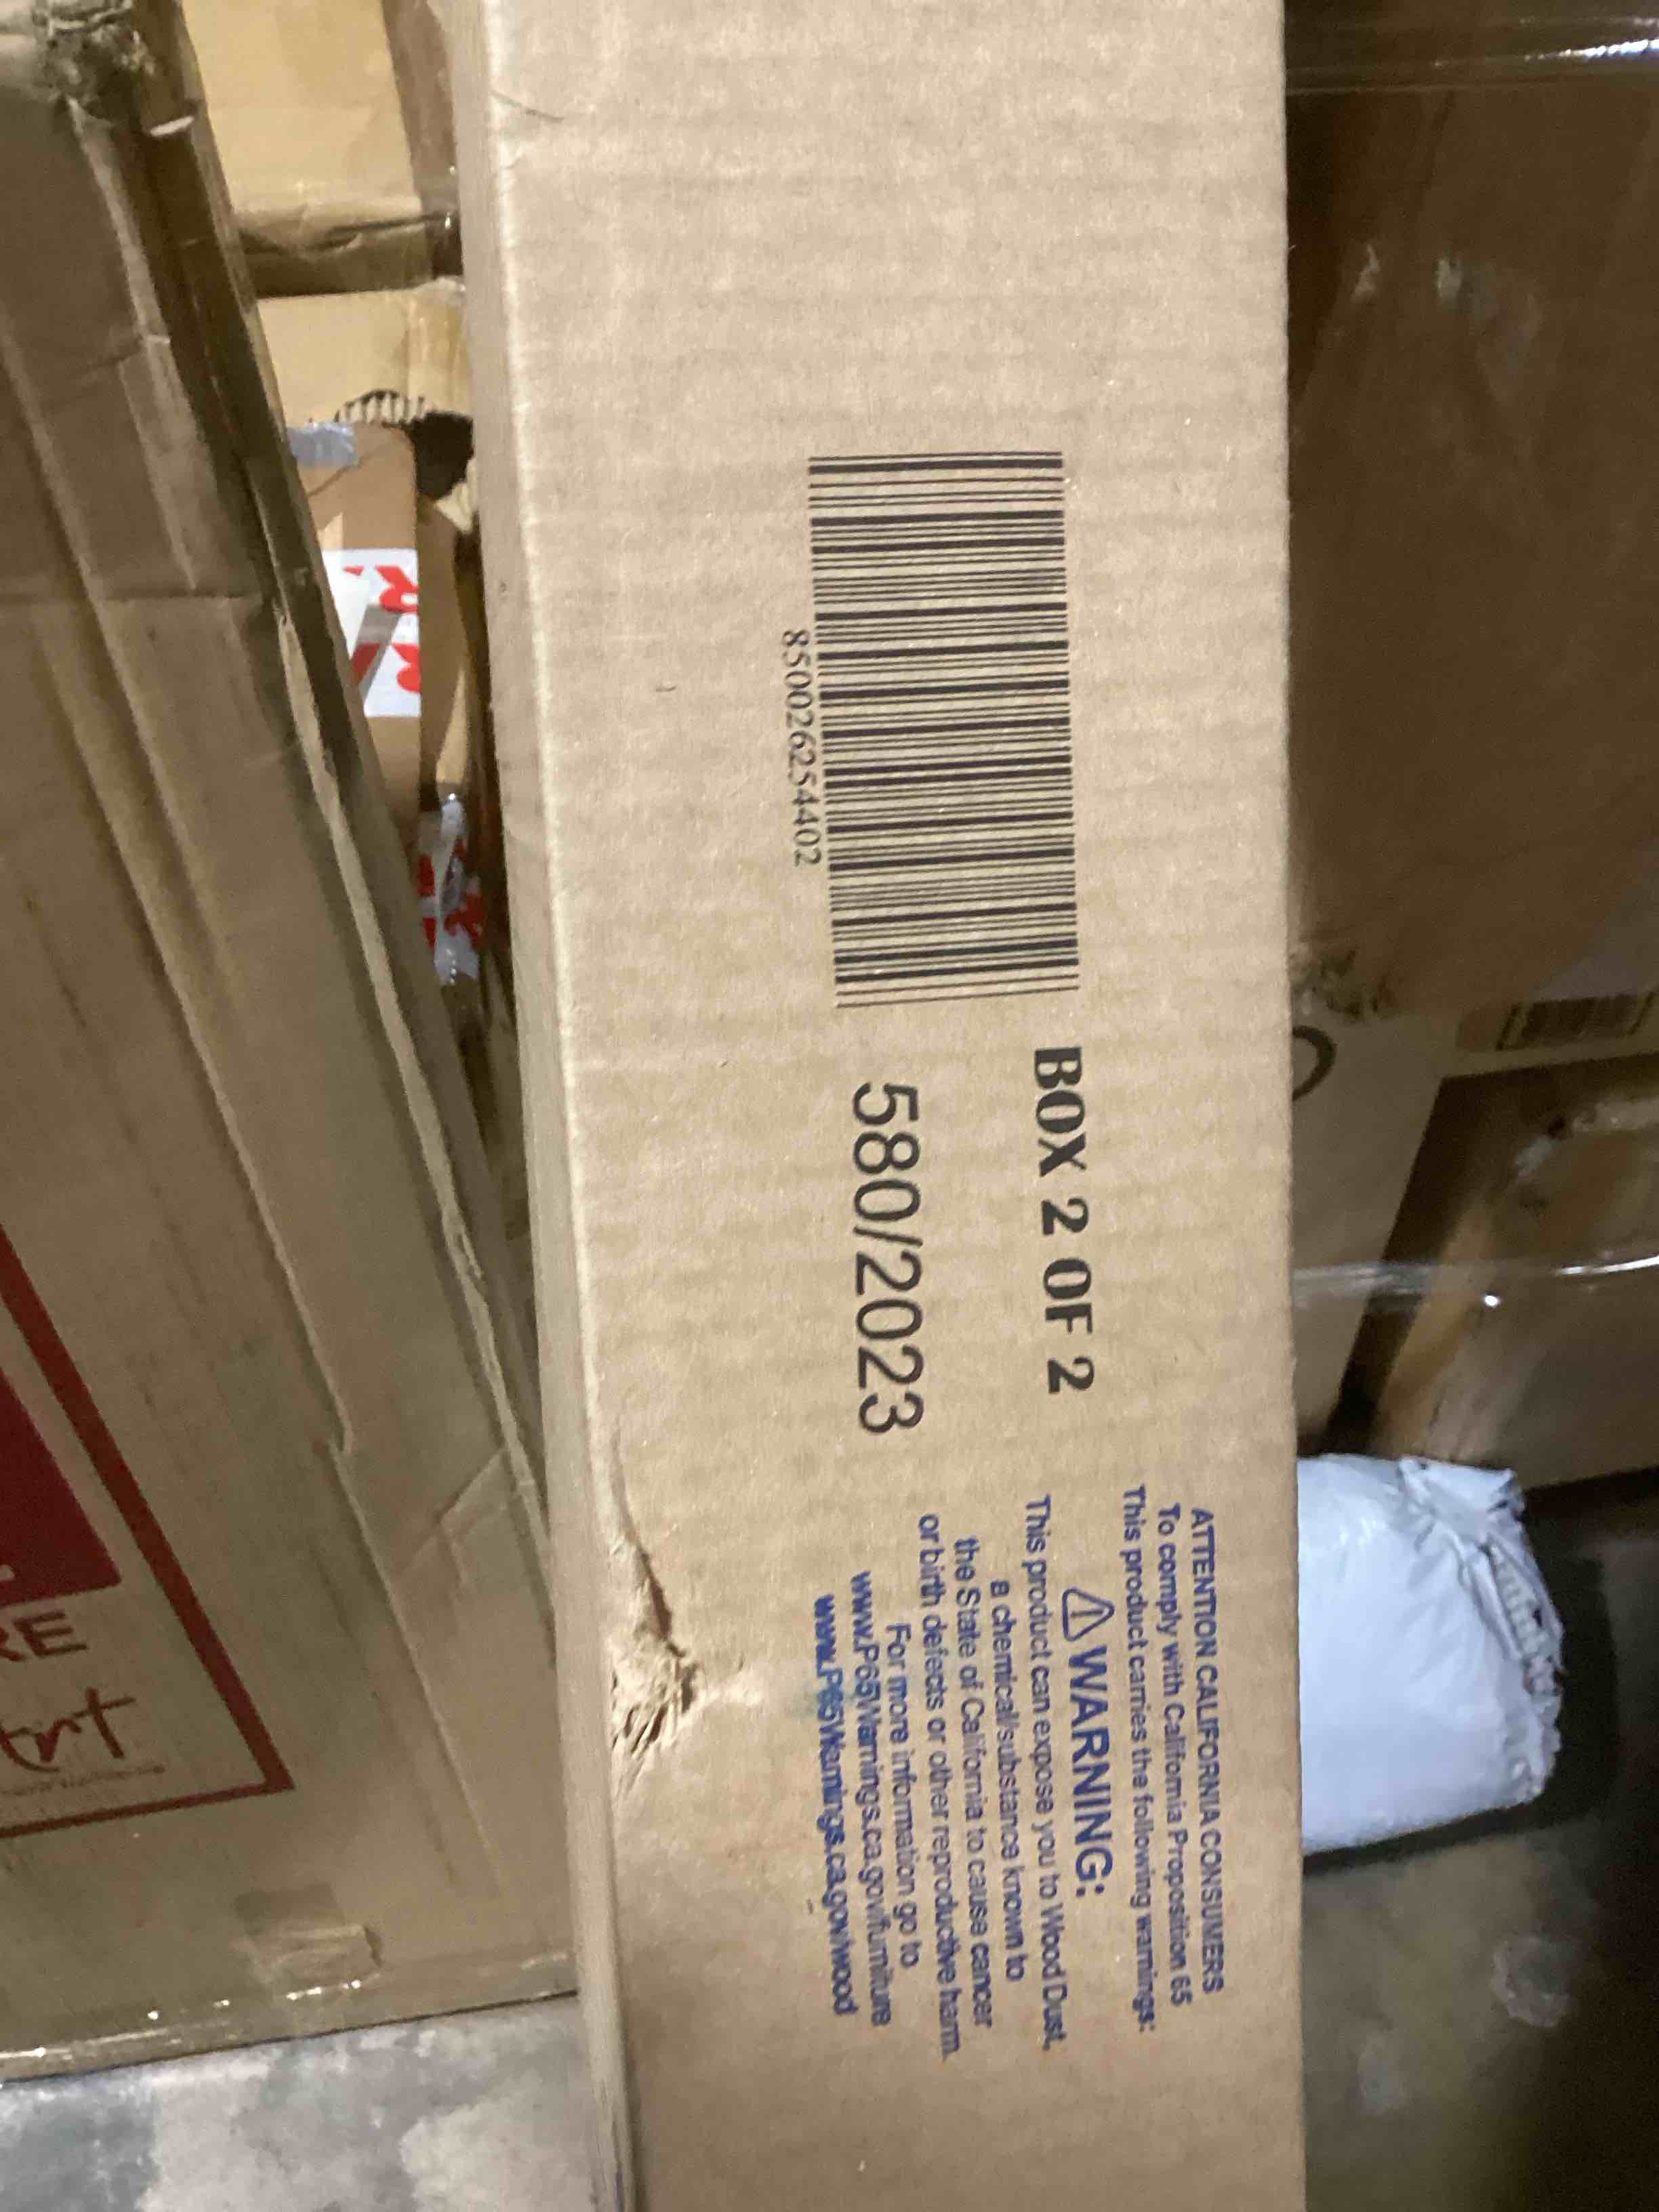 850026254402
BOX 2 OF 2
580/2023
ATTENTION CALIFORNIA CONSUMERS
To comply with California Proposition 65
This product carries the following warnings:
⚠ WARNING:
This product can expose you to Wood Dust,
a chemical/substance known to
the State of California to cause cancer
or birth defects or other reproductive harm.
For more information go to
www.P65Warnings.ca.gov/furniture
www.P65Warnings.ca.gov/wood
RE
art